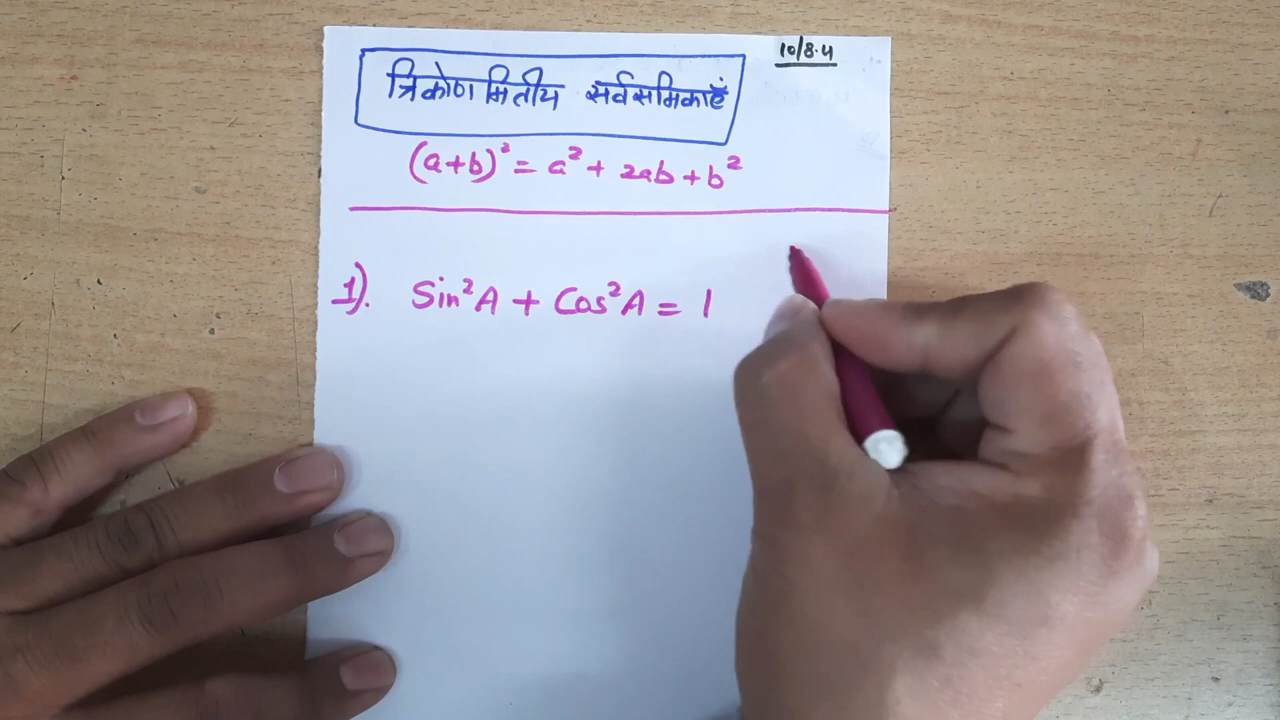 10/8.4
त्रिकोणमितीय सर्वसमिकाएँ
(a+b)² = a² + 2ab + b²
1). Sin²A + Cos²A = 1